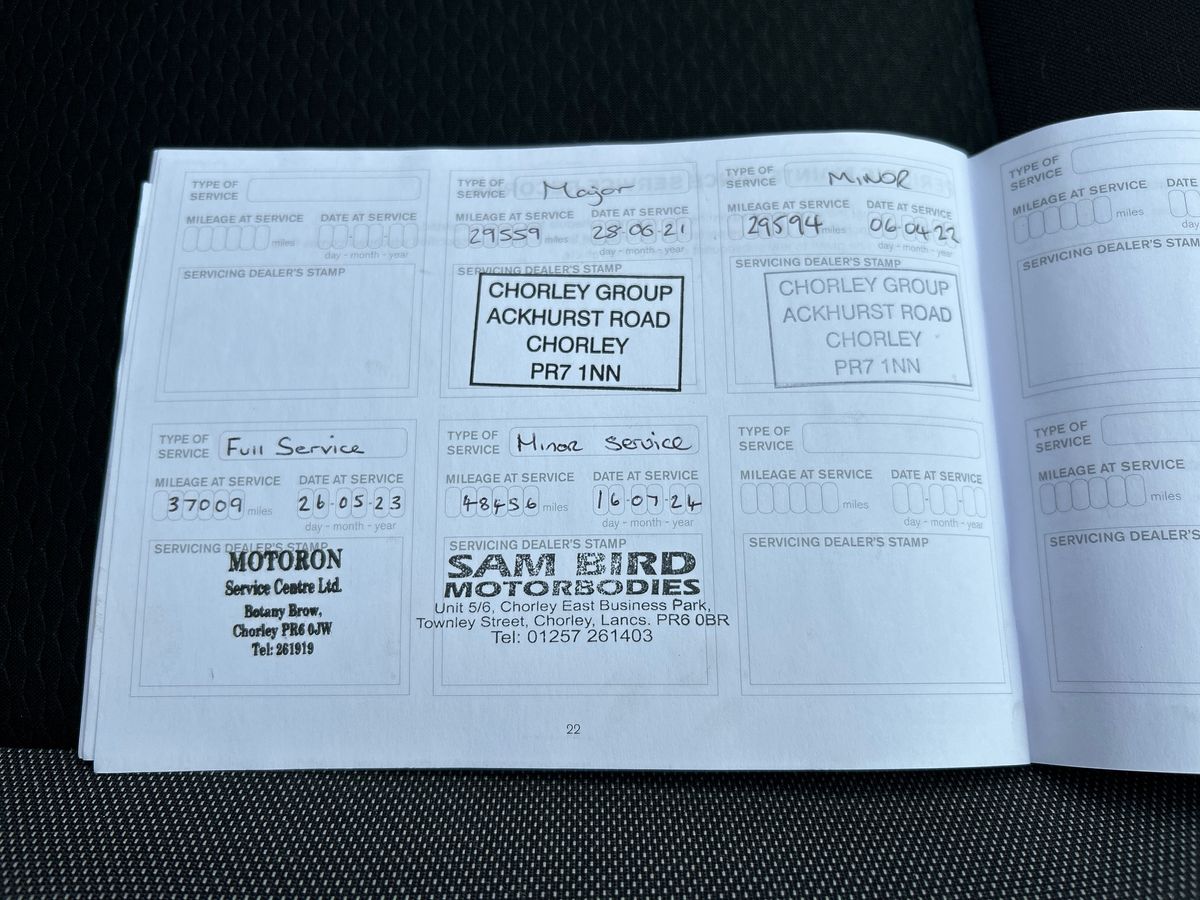 TYPE OF
SERVICE
MILEAGE AT SERVICE DATE AT SERVICE
miles
day - month - year
SERVICING DEALER'S STAMP
TYPE OF
SERVICE Major
MILEAGE AT SERVICE DATE AT SERVICE
29559 miles 28-06-21
day - month - year
SERVICING DEALER'S STAMP
CHORLEY GROUP
ACKHURST ROAD
CHORLEY
PR7 1NN
TYPE OF
SERVICE MINOR
MILEAGE AT SERVICE DATE AT SERVICE
29594 miles 06-04-22
day - month - year
SERVICING DEALER'S STAMP
CHORLEY GROUP
ACKHURST ROAD
CHORLEY
PR7 1NN
TYPE OF
SERVICE Full Service
MILEAGE AT SERVICE DATE AT SERVICE
37009 miles 26-05-23
day - month - year
SERVICING DEALER'S STAMP
MOTORON
Service Centre Ltd.
Botany Brow,
Chorley PR6 0JW
Tel: 261919
TYPE OF
SERVICE Minor Service
MILEAGE AT SERVICE DATE AT SERVICE
48456 miles 16-07-24
day - month - year
SERVICING DEALER'S STAMP
SAM BIRD
MOTORBODIES
Unit 5/6, Chorley East Business Park,
Townley Street, Chorley, Lancs. PR6 0BR
Tel: 01257 261403
TYPE OF
SERVICE
MILEAGE AT SERVICE DATE AT SERVICE
miles
day - month - year
SERVICING DEALER'S STAMP
22
TYPE OF
SERVICE
MILEAGE AT SERVICE DATE
miles
SERVICING DEALER'S
TYPE OF
SERVICE
MILEAGE AT SERVICE
miles
SERVICING DEALER'S